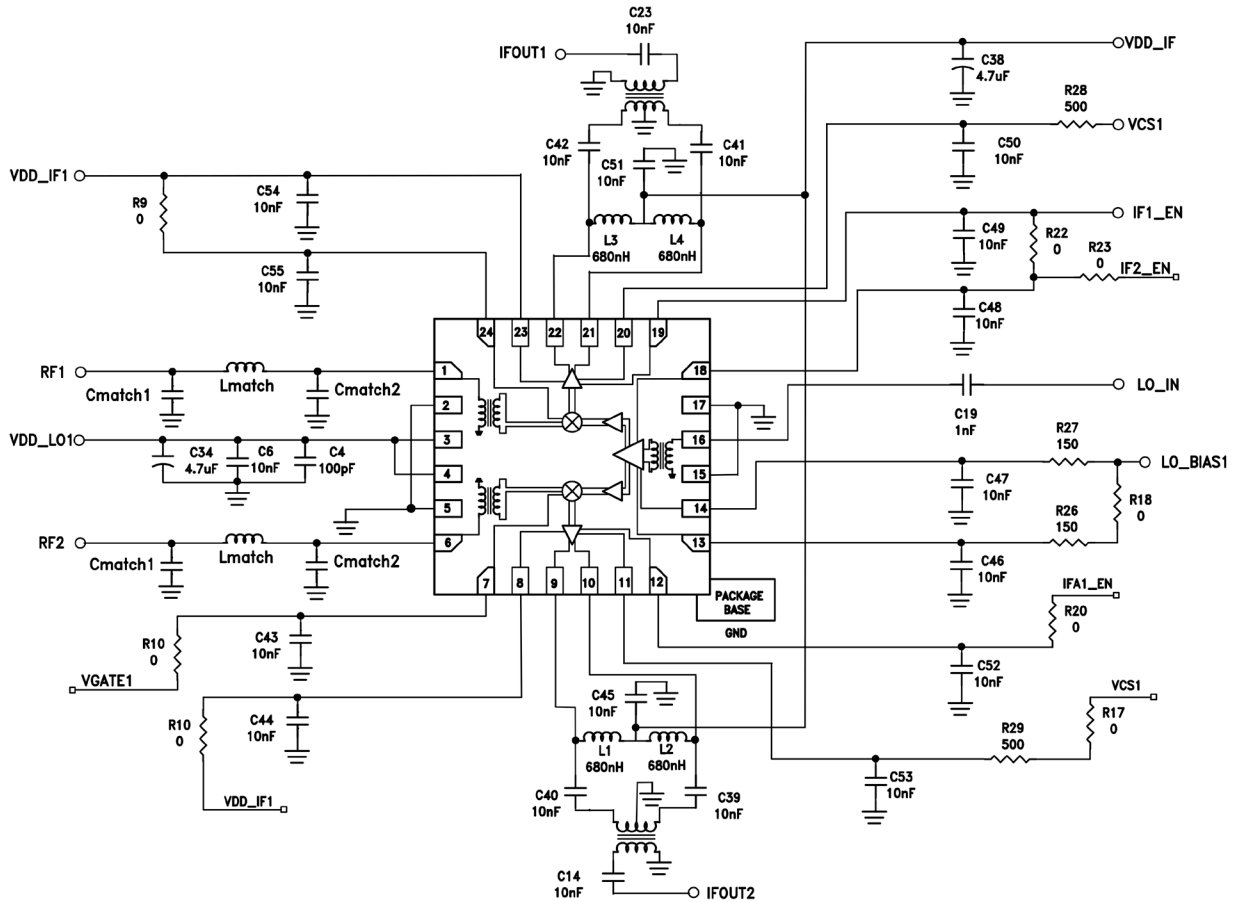 C23
10nF
IFOUT1
VDD_IF
C38
4.7uF
R28
500
VCS1
C42
10nF
C51
10nF
C41
10nF
C50
10nF
VDD_IF1
R9
0
C54
10nF
L3
680nH
L4
680nH
IF1_EN
C49
10nF
R22
0
R23
0
IF2_EN
C55
10nF
C48
10nF
24
23
22
21
20
19
RF1
Cmatch1
Lmatch
Cmatch2
1
2
3
4
5
6
18
17
16
15
14
13
LO_IN
C19
1nF
VDD_LO1
C34
4.7uF
C6
10nF
C4
100pF
R27
150
LO_BIAS1
C47
10nF
R18
0
R26
150
RF2
Cmatch1
Lmatch
Cmatch2
C46
10nF
7
8
9
10
11
12
PACKAGE
BASE
GND
IFA1_EN
R20
0
R10
0
C43
10nF
VGATE1
C52
10nF
R10
0
C44
10nF
VDD_IF1
C45
10nF
VCS1
R17
0
R29
500
L1
680nH
L2
680nH
C53
10nF
C40
10nF
C39
10nF
C14
10nF
IFOUT2